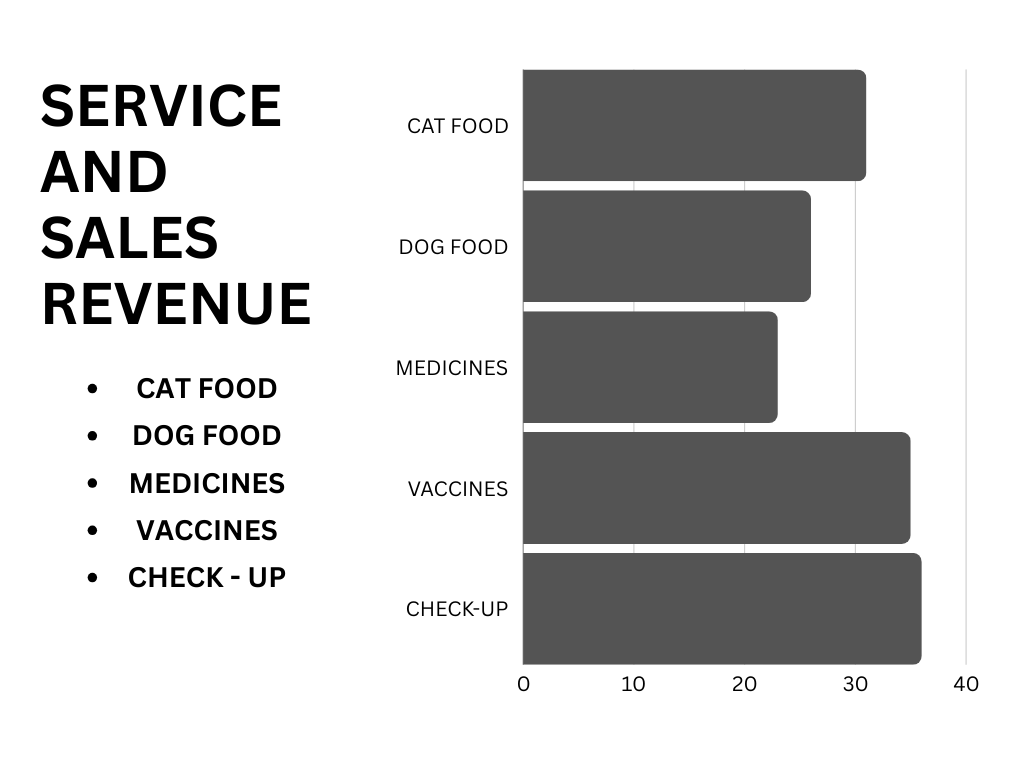 SERVICE
AND
SALES
REVENUE
• CAT FOOD
• DOG FOOD
• MEDICINES
• VACCINES
• CHECK - UP
CAT FOOD
DOG FOOD
MEDICINES
VACCINES
CHECK-UP
0 10 20 30 40